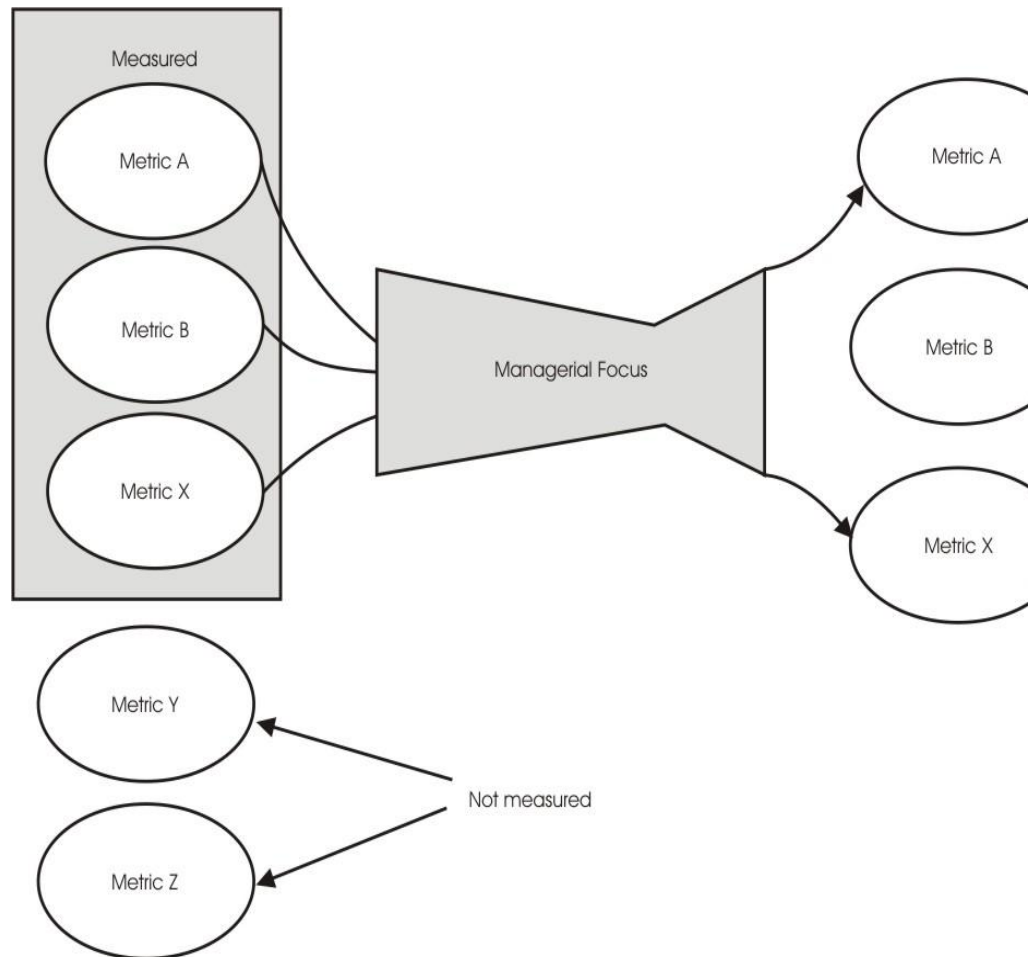 Measured
Metric A
Metric B
Metric X
Managerial Focus
Metric A
Metric B
Metric X
Metric Y
Metric Z
Not measured